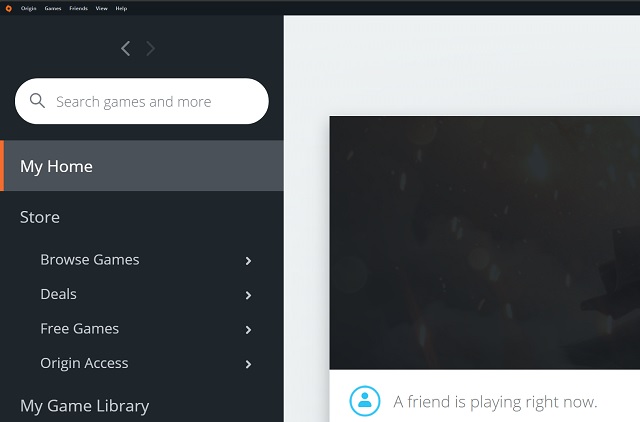 Origin Games Friends View Help
Search games and more
My Home
Store
Browse Games
Deals
Free Games
Origin Access
My Game Library
A friend is playing right now.